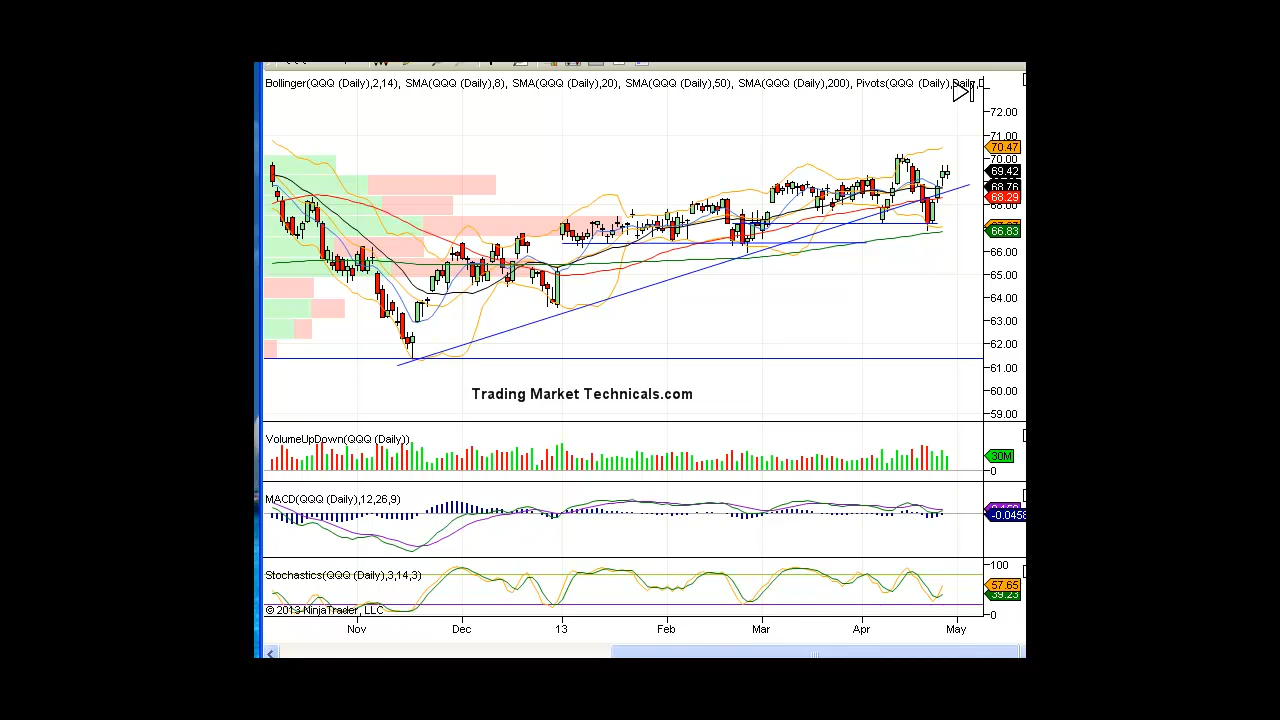 Bollinger(QQQ (Daily),2,14), SMA(QQQ (Daily),8), SMA(QQQ (Daily),20), SMA(QQQ (Daily),50), SMA(QQQ (Daily),200), Pivots(QQQ (Daily),Daily,
72.00
71.00
70.47
70.00
69.42
68.76
68.29
68.00
66.83
66.00
65.00
64.00
63.00
62.00
61.00
60.00
59.00
Trading Market Technicals.com
VolumeUpDown(QQQ (Daily))
30M
0
MACD(QQQ (Daily),12,26,9)
-0.0458
Stochastics(QQQ (Daily),3,14,3)
100
57.65
39.23
0
© 2013 NinjaTrader, LLC
Nov Dec 13 Feb Mar Apr May